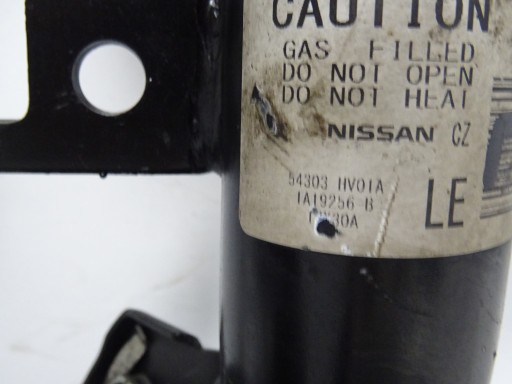 CAUTION
GAS FILLED
DO NOT OPEN
DO NOT HEAT
NISSAN CZ
54303 HV01A
1A19256 B
LE